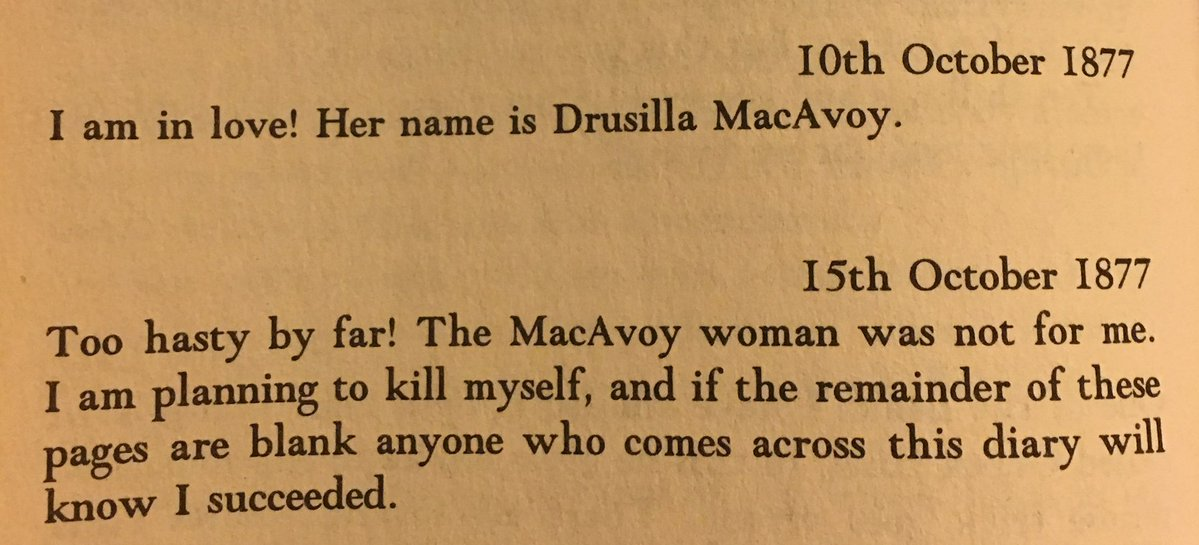 10th October 1877
I am in love! Her name is Drusilla MacAvoy.
15th October 1877
Too hasty by far! The MacAvoy woman was not for me.
I am planning to kill myself, and if the remainder of these
pages are blank anyone who comes across this diary will
know I succeeded.